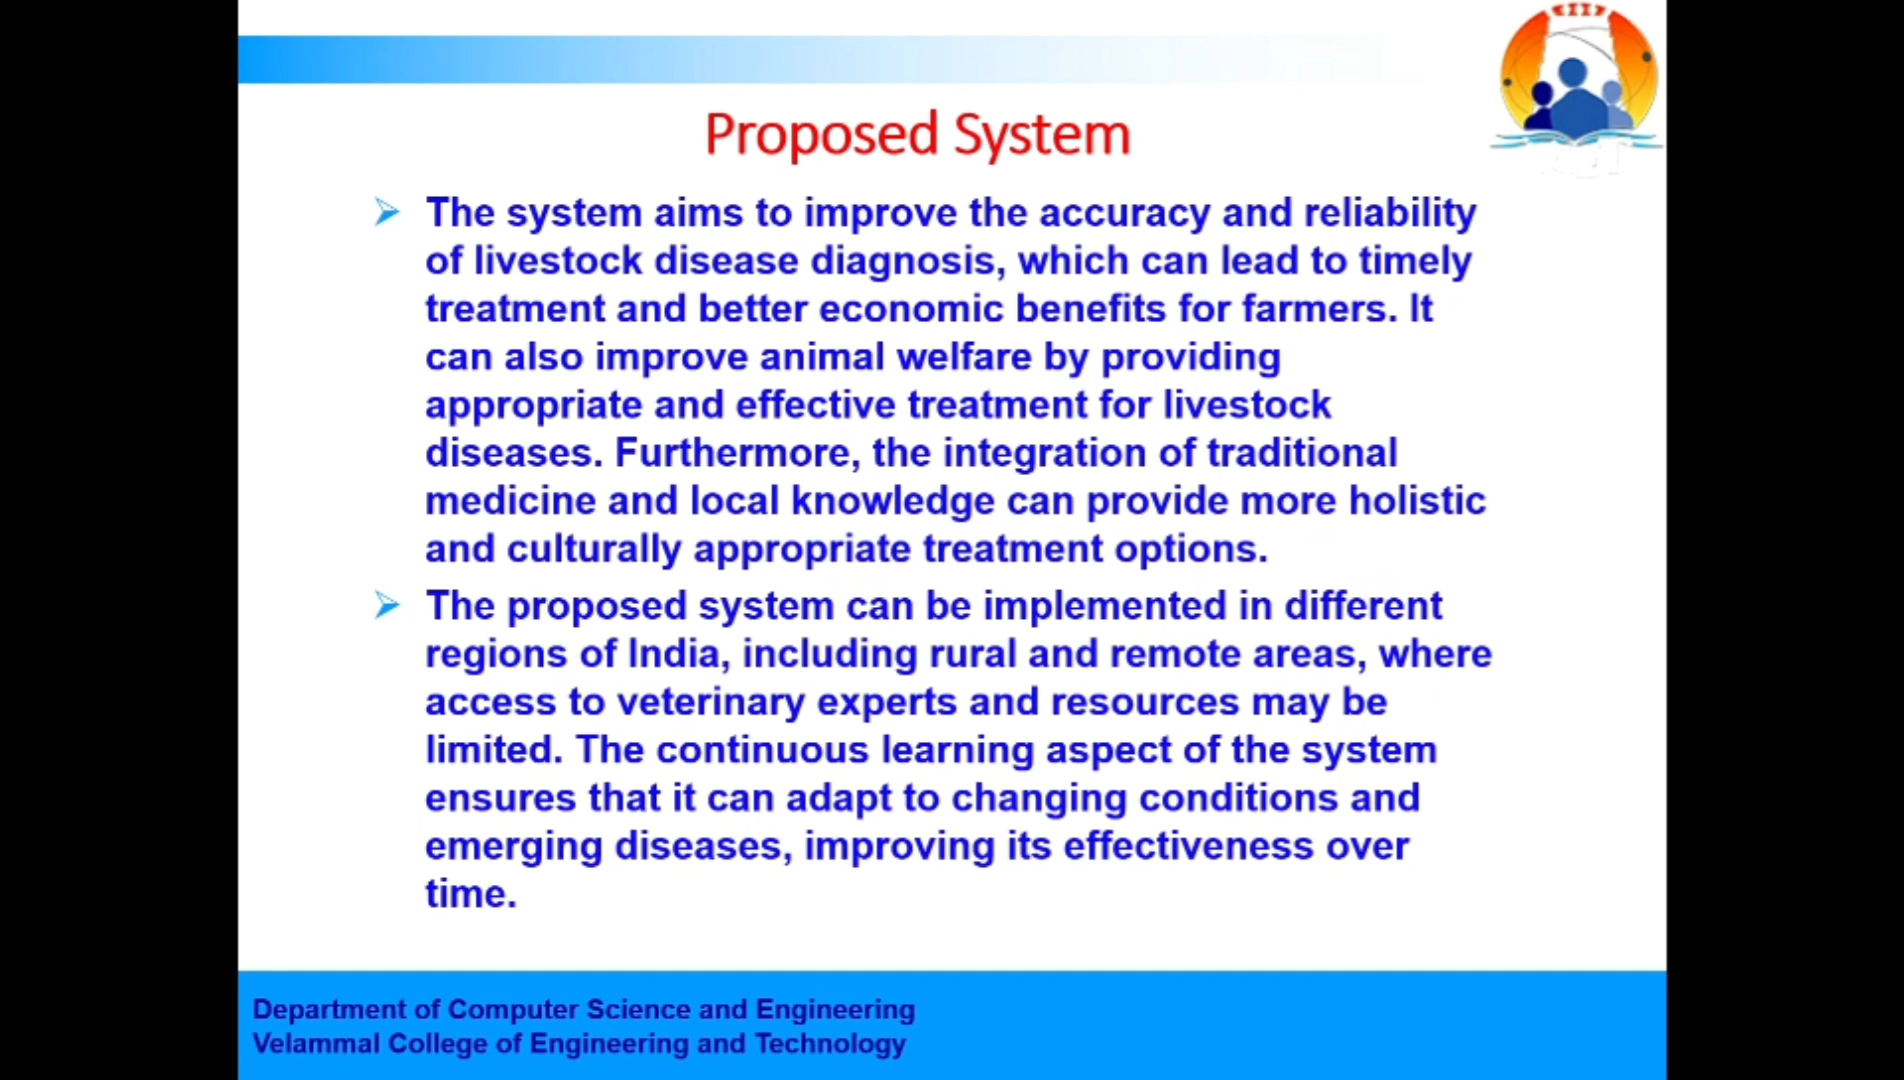 Proposed System
The system aims to improve the accuracy and reliability
of livestock disease diagnosis, which can lead to timely
treatment and better economic benefits for farmers. It
can also improve animal welfare by providing
appropriate and effective treatment for livestock
diseases. Furthermore, the integration of traditional
medicine and local knowledge can provide more holistic
and culturally appropriate treatment options.
The proposed system can be implemented in different
regions of India, including rural and remote areas, where
access to veterinary experts and resources may be
limited. The continuous learning aspect of the system
ensures that it can adapt to changing conditions and
emerging diseases, improving its effectiveness over
time.
Department of Computer Science and Engineering
Velammal College of Engineering and Technology